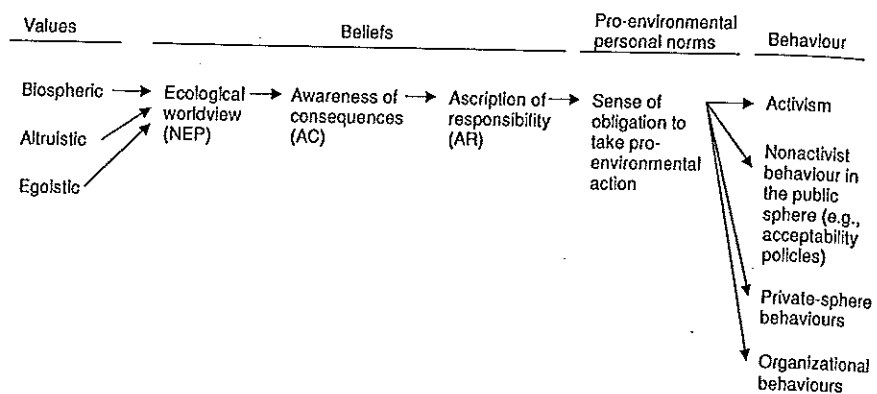 Values
Beliefs
Pro-environmental
personal norms
Behaviour
Biospheric
Altruistic
Egoistic
Ecological
worldview
(NEP)
Awareness of
consequences
(AC)
Ascription of
responsibility
(AR)
Sense of
obligation to
take pro-
environmental
action
Activism
Nonactivist
behaviour in
the public
sphere (e.g.,
acceptability
policies)
Private-sphere
behaviours
Organizational
behaviours